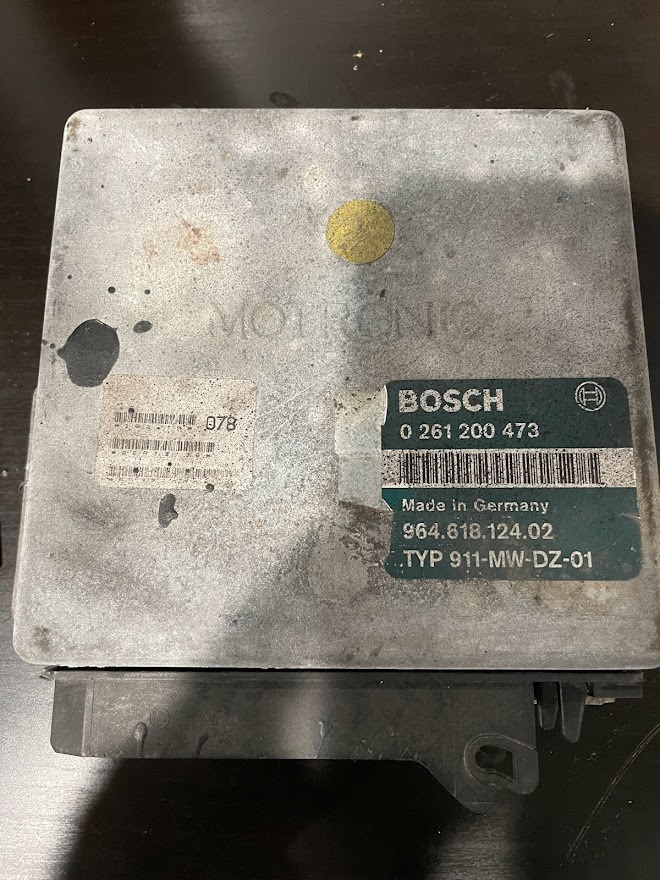 MOTRONIC
078
BOSCH
0 261 200 473
Made in Germany
964.618.124.02
TYP 911-MW-DZ-01